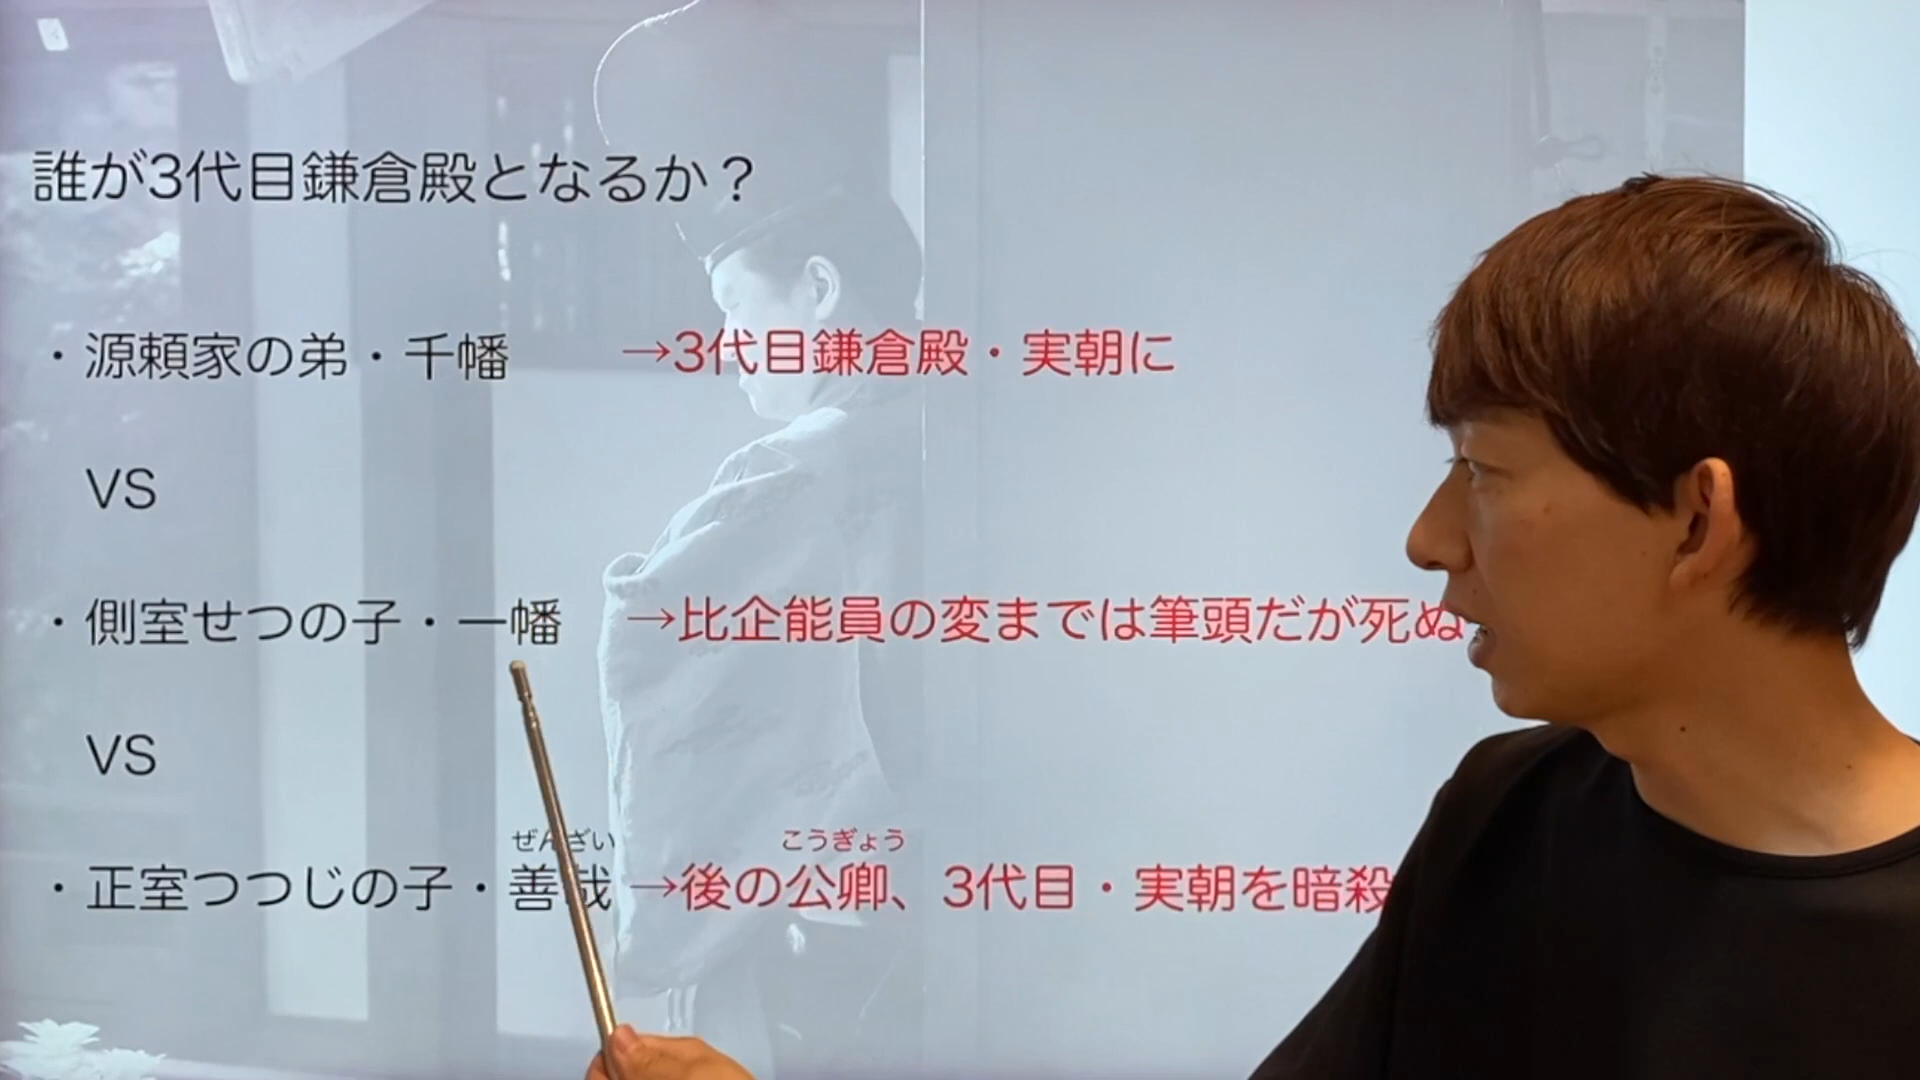 誰が3代目鎌倉殿となるか？
・源頼家の弟・千幡　→3代目鎌倉殿・実朝に
VS
・側室せつの子・一幡　→比企能員の変までは筆頭だが死ぬ
VS
ぜんざい　こうぎょう
・正室つつじの子・善哉　→後の公卿、3代目・実朝を暗殺